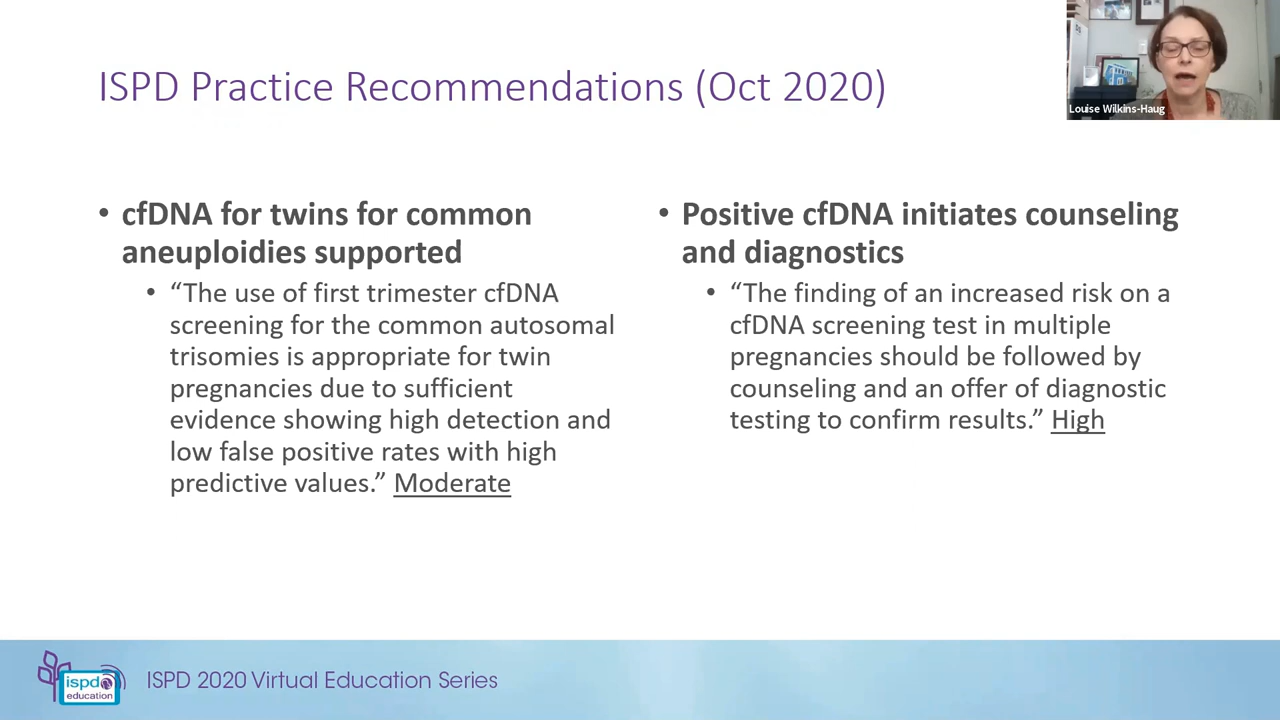 ISPD Practice Recommendations (Oct 2020)
Louise Wilkins-Haug
• cfDNA for twins for common
aneuploidies supported
• “The use of first trimester cfDNA
screening for the common autosomal
trisomies is appropriate for twin
pregnancies due to sufficient
evidence showing high detection and
low false positive rates with high
predictive values.” Moderate
• Positive cfDNA initiates counseling
and diagnostics
• “The finding of an increased risk on a
cfDNA screening test in multiple
pregnancies should be followed by
counseling and an offer of diagnostic
testing to confirm results.” High
ispd
education
ISPD 2020 Virtual Education Series